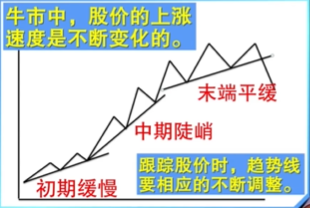 牛市中，股价的上涨
速度是不断变化的。
末端平缓
中期陡峭
跟踪股价时，趋势线
要相应的不断调整。
初期缓慢